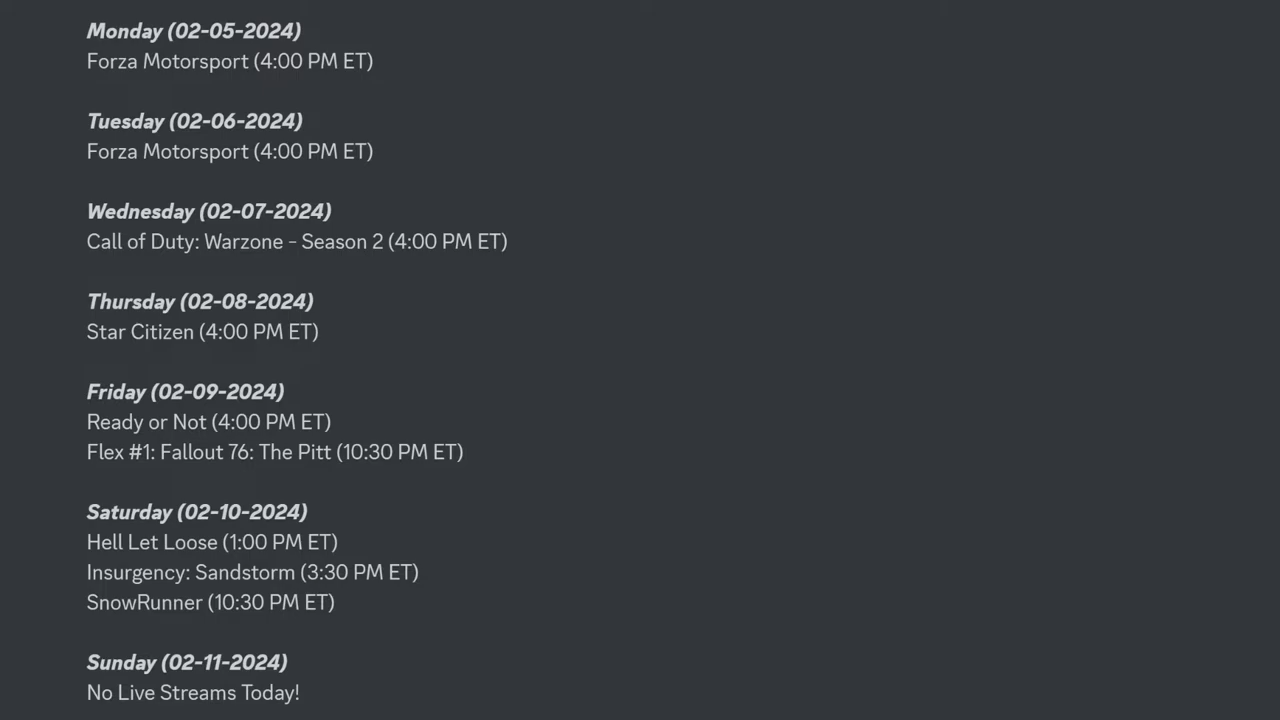 Monday (02-05-2024)
Forza Motorsport (4:00 PM ET)
Tuesday (02-06-2024)
Forza Motorsport (4:00 PM ET)
Wednesday (02-07-2024)
Call of Duty: Warzone - Season 2 (4:00 PM ET)
Thursday (02-08-2024)
Star Citizen (4:00 PM ET)
Friday (02-09-2024)
Ready or Not (4:00 PM ET)
Flex #1: Fallout 76: The Pitt (10:30 PM ET)
Saturday (02-10-2024)
Hell Let Loose (1:00 PM ET)
Insurgency: Sandstorm (3:30 PM ET)
SnowRunner (10:30 PM ET)
Sunday (02-11-2024)
No Live Streams Today!